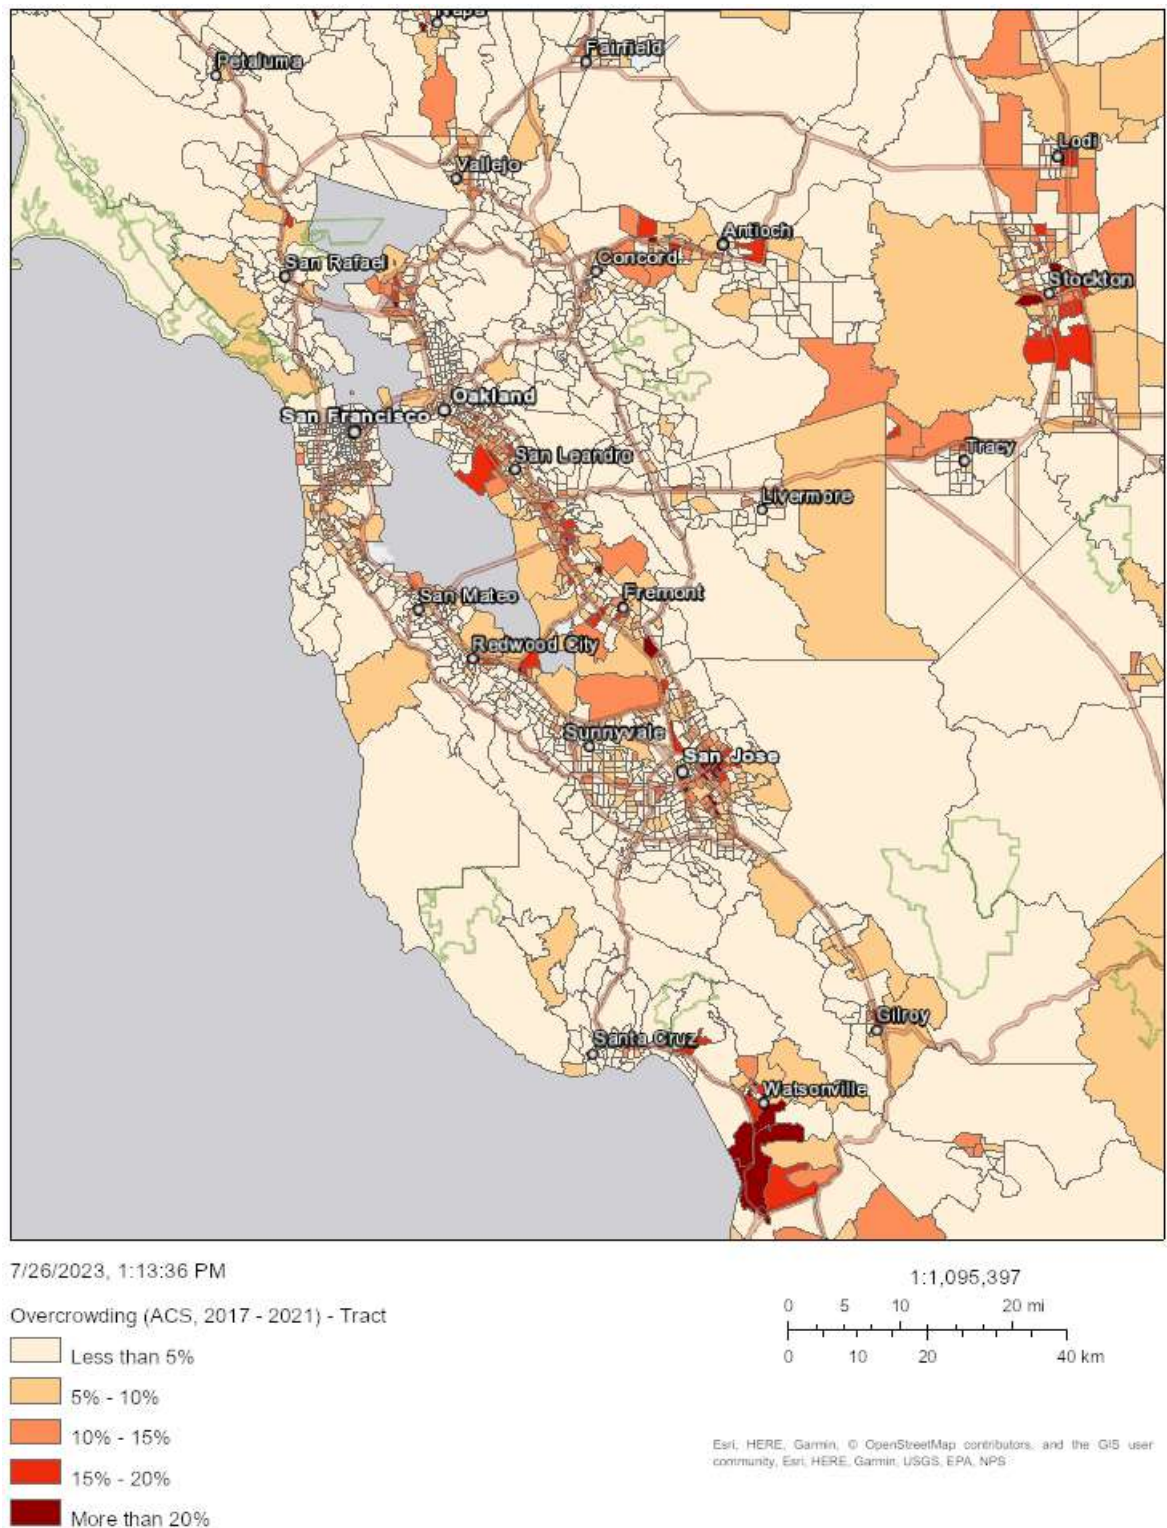 Napa
Fairfield
Petaluma
Lodi
Vallejo
Antioch
Concord
San Rafael
Stockton
Oakland
San Francisco
San Leandro
Tracy
Livermore
San Mateo
Fremont
Redwood City
Sunnyvale
San Jose
Gilroy
Santa Cruz
Watsonville
7/26/2023, 1:13:36 PM
1:1,095,397
Overcrowding (ACS, 2017 - 2021) - Tract
0 5 10 20 mi
0 10 20 40 km
Less than 5%
5% - 10%
10% - 15%
15% - 20%
More than 20%
Esri, HERE, Garmin, © OpenStreetMap contributors, and the GIS user
community, Esri, HERE, Garmin, USGS, EPA, NPS